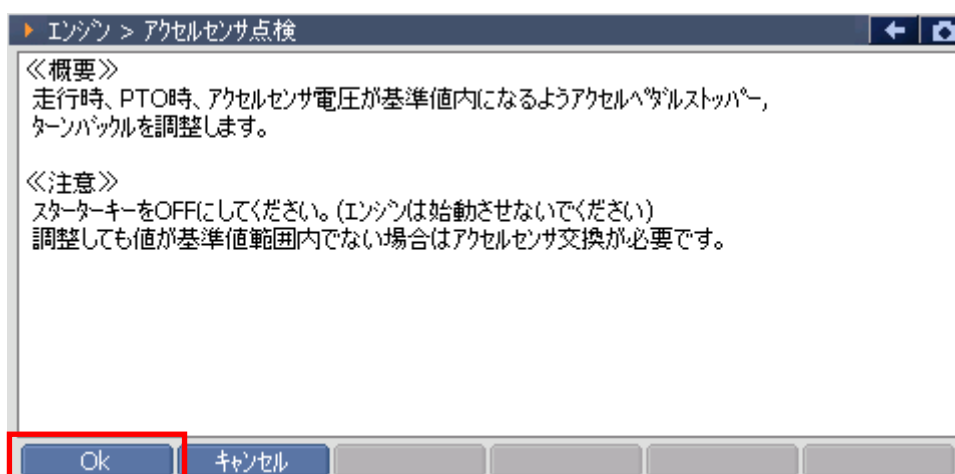 エンジン > アクセルセンサ点検
≪概要≫
走行時、PTO時、アクセルセンサ電圧が基準値内になるようアクセルペダルストッパー,
ターンバックルを調整します。
≪注意≫
スターターキーをOFFにしてください。(エンジンは始動させないでください)
調整しても値が基準値範囲内でない場合はアクセルセンサ交換が必要です。
Ok
キャンセル